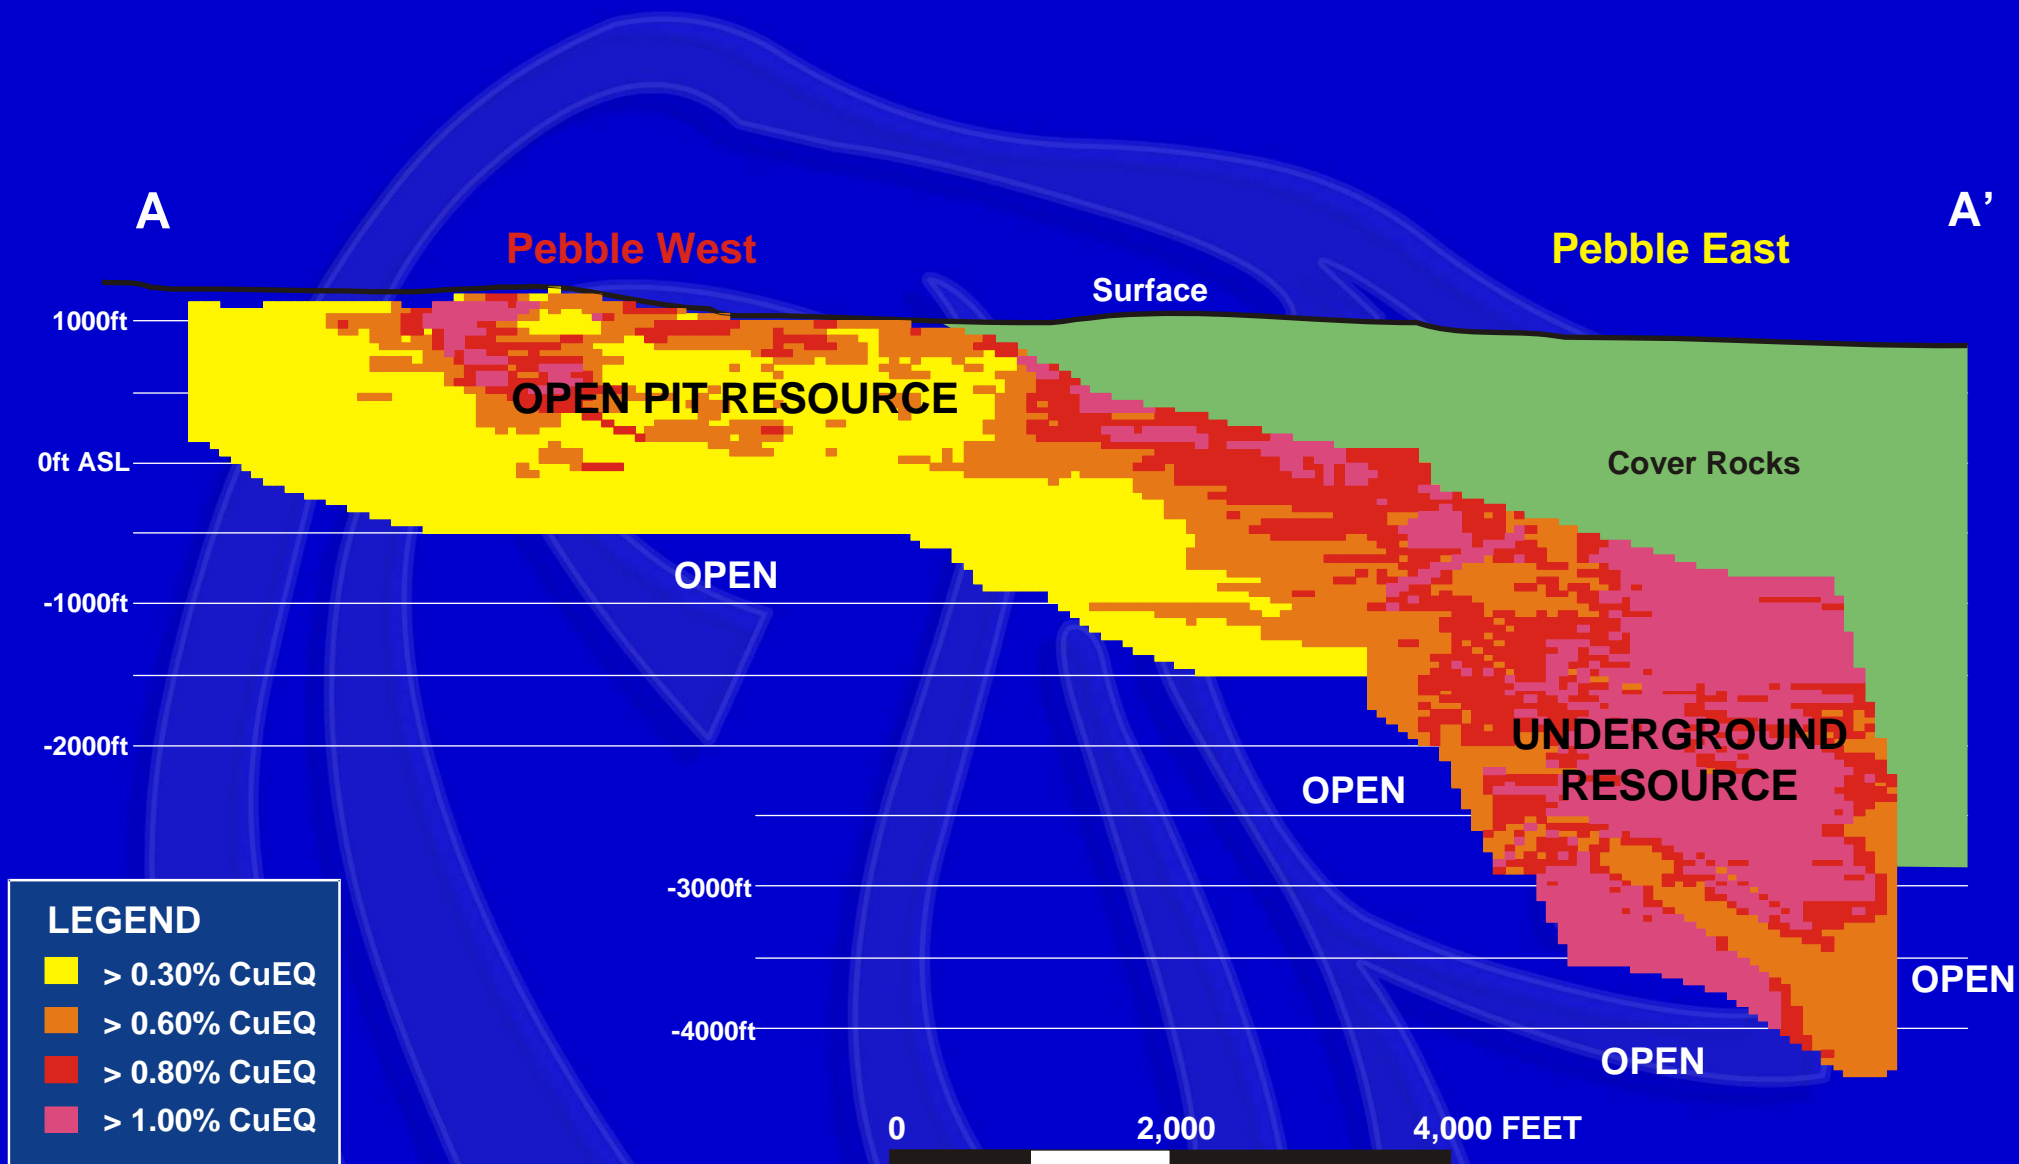 A
A’
Pebble West
Pebble East
Surface
1000ft
OPEN PIT RESOURCE
0ft ASL
Cover Rocks
OPEN
-1000ft
UNDERGROUND
RESOURCE
-2000ft
OPEN
-3000ft
OPEN
-4000ft
OPEN
LEGEND
> 0.30% CuEQ
> 0.60% CuEQ
> 0.80% CuEQ
> 1.00% CuEQ
0 2,000 4,000 FEET